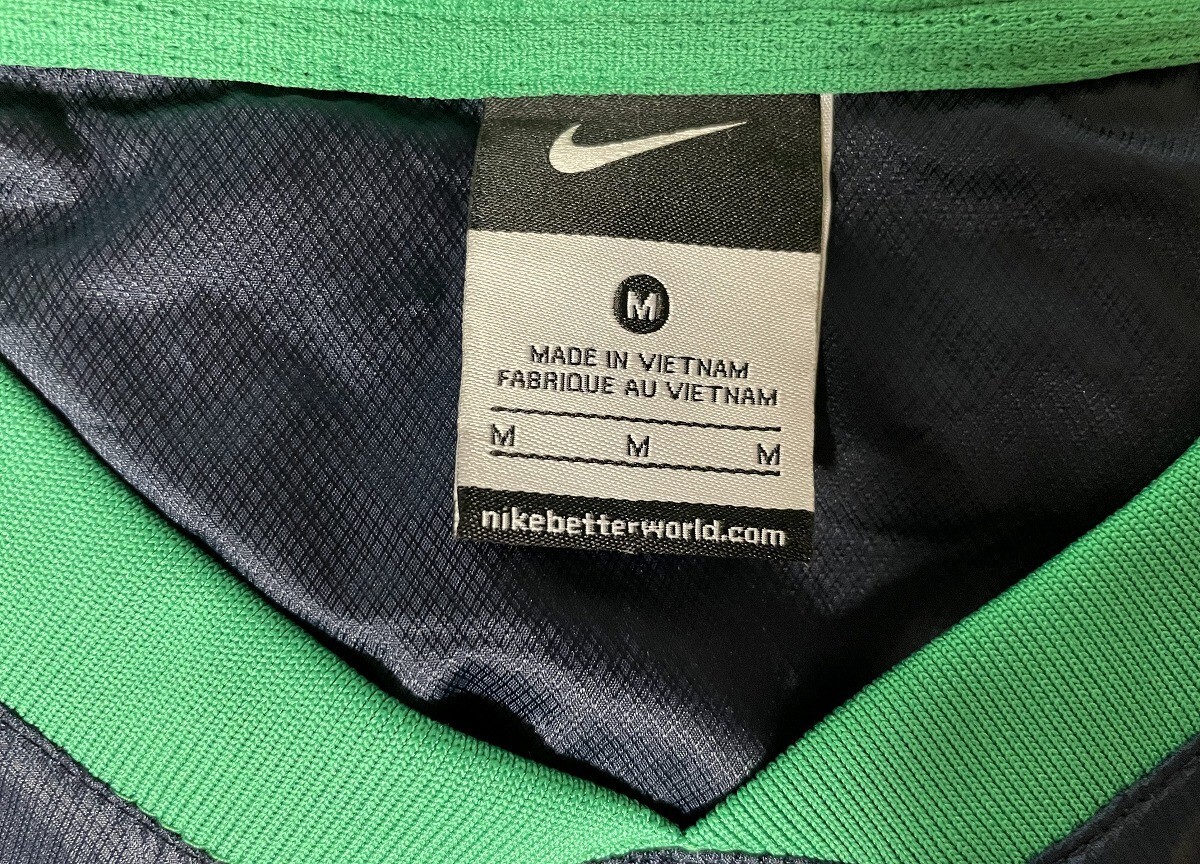 M
MADE IN VIETNAM
FABRIQUE AU VIETNAM
M M M
nikebetterworld.com